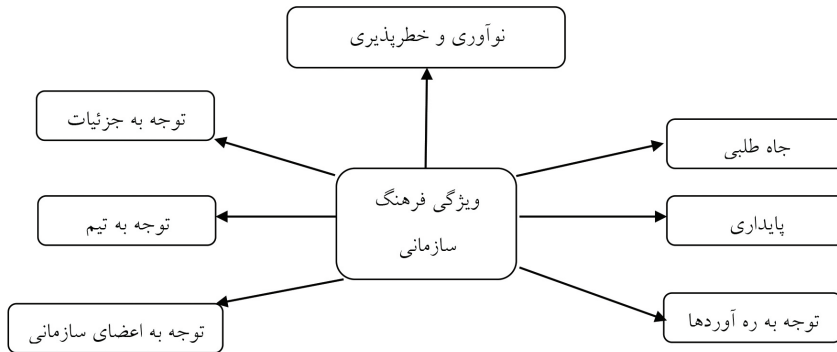 نوآوری و خطرپذیری
توجه به جزئیات
جاه طلبی
ویژگی فرهنگ
سازمانی
توجه به تیم
پایداری
توجه به اعضای سازمانی
توجه به ره آوردها